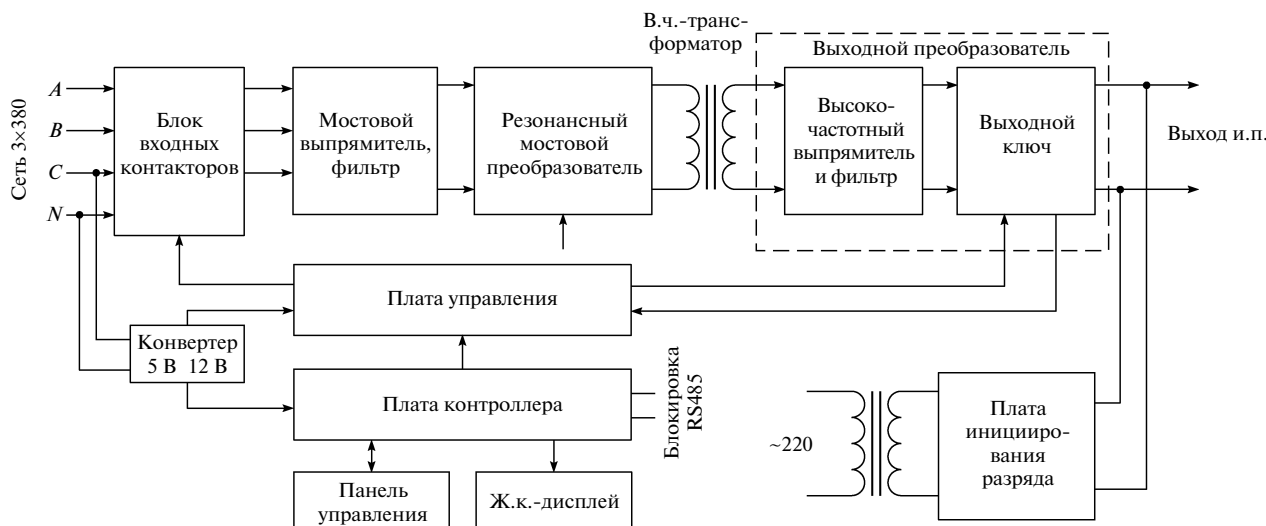 В.ч.-транс-
форматор
Выходной преобразователь
Сеть 3×380
A
B
C
N
Блок
входных
контакторов
Мостовой
выпрямитель,
фильтр
Резонансный
мостовой
преобразователь
Высоко-
частотный
выпрямитель
и фильтр
Выходной
ключ
Выход и.п.
Плата управления
Конвертер
5 В 12 В
Плата контроллера
Блокировка
RS485
Панель
управления
Ж.к.-дисплей
~220
Плата
иницииро-
вания
разряда